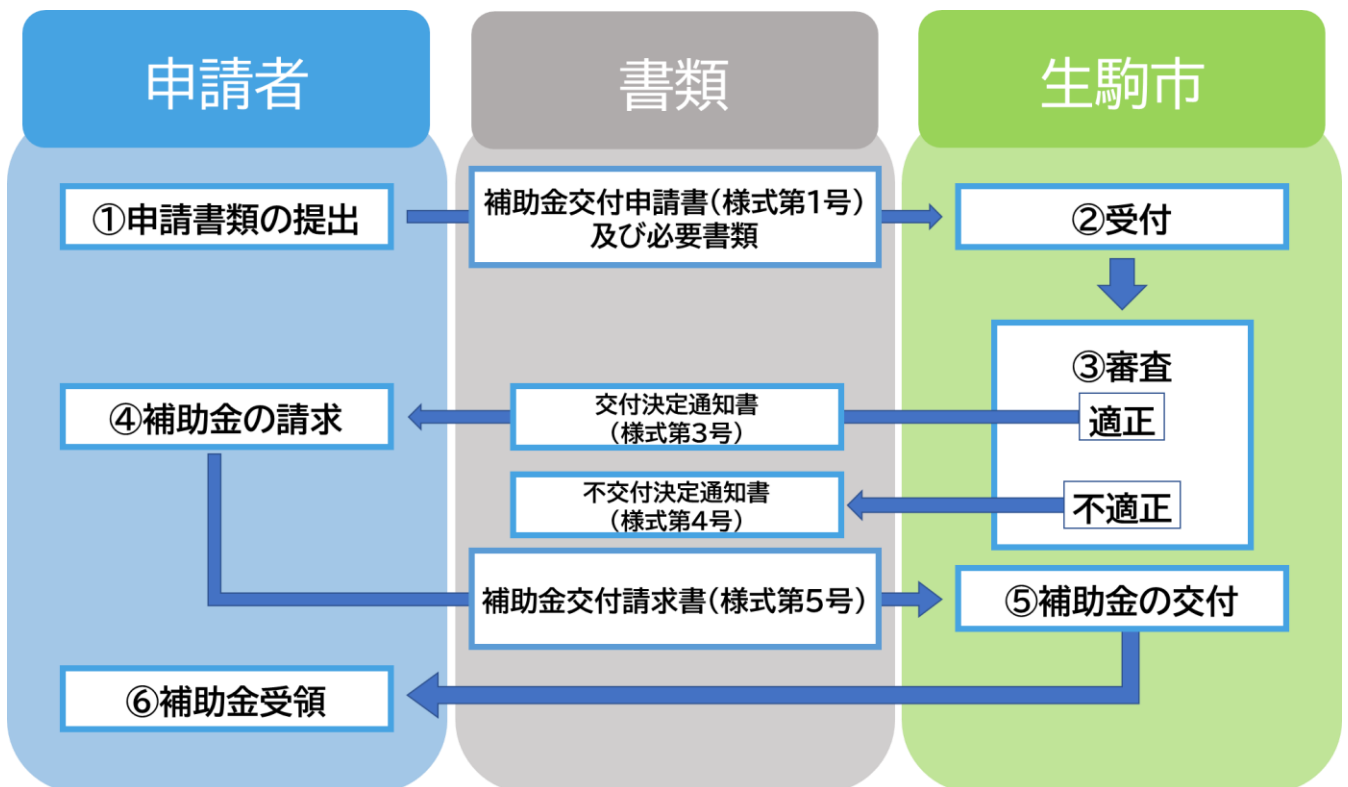 申請者
書類
生駒市
①申請書類の提出
補助金交付申請書(様式第1号)
及び必要書類
②受付
③審査
適正
交付決定通知書
(様式第3号)
④補助金の請求
不適正
不交付決定通知書
(様式第4号)
補助金交付請求書(様式第5号)
⑤補助金の交付
⑥補助金受領